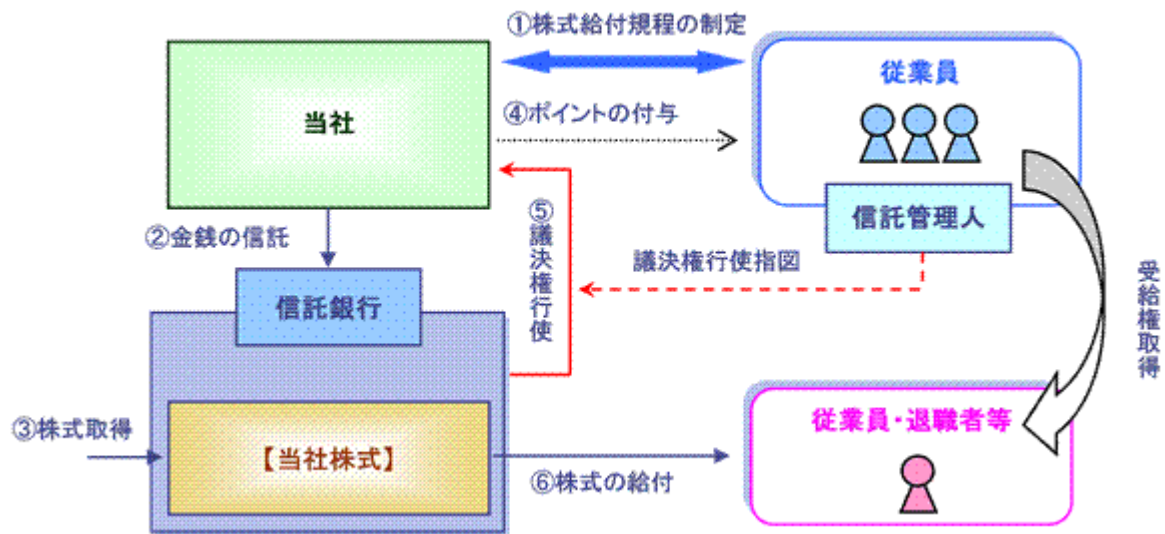 ①株式給付規程の制定
従業員
当社
④ポイントの付与
信託管理人
②金銭の信託
⑤議決権行使
議決権行使指図
受給権取得
信託銀行
③株式取得
【当社株式】
従業員・退職者等
⑥株式の給付